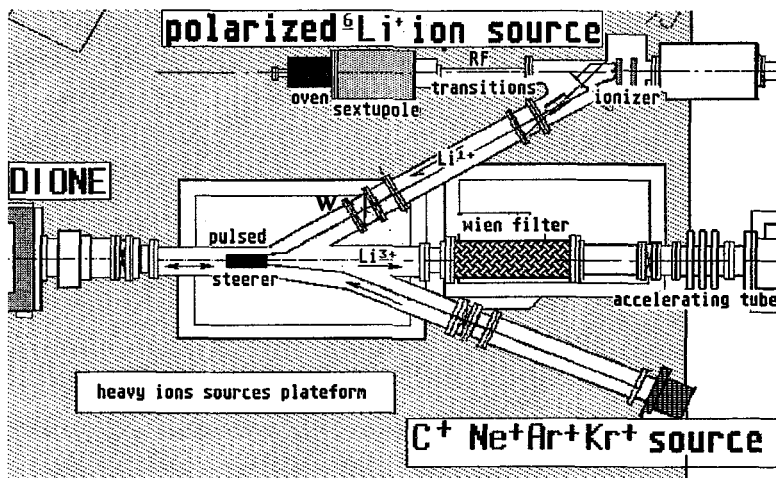 polarized ⁶Li⁺ ion source
RF
oven
transitions
sextupole
ionizer
Li¹⁺
DIONE
W
pulsed
wien filter
Li³⁺
steerer
accelerating tube
heavy ions sources plateform
C⁺ Ne⁺Ar⁺Kr⁺ source